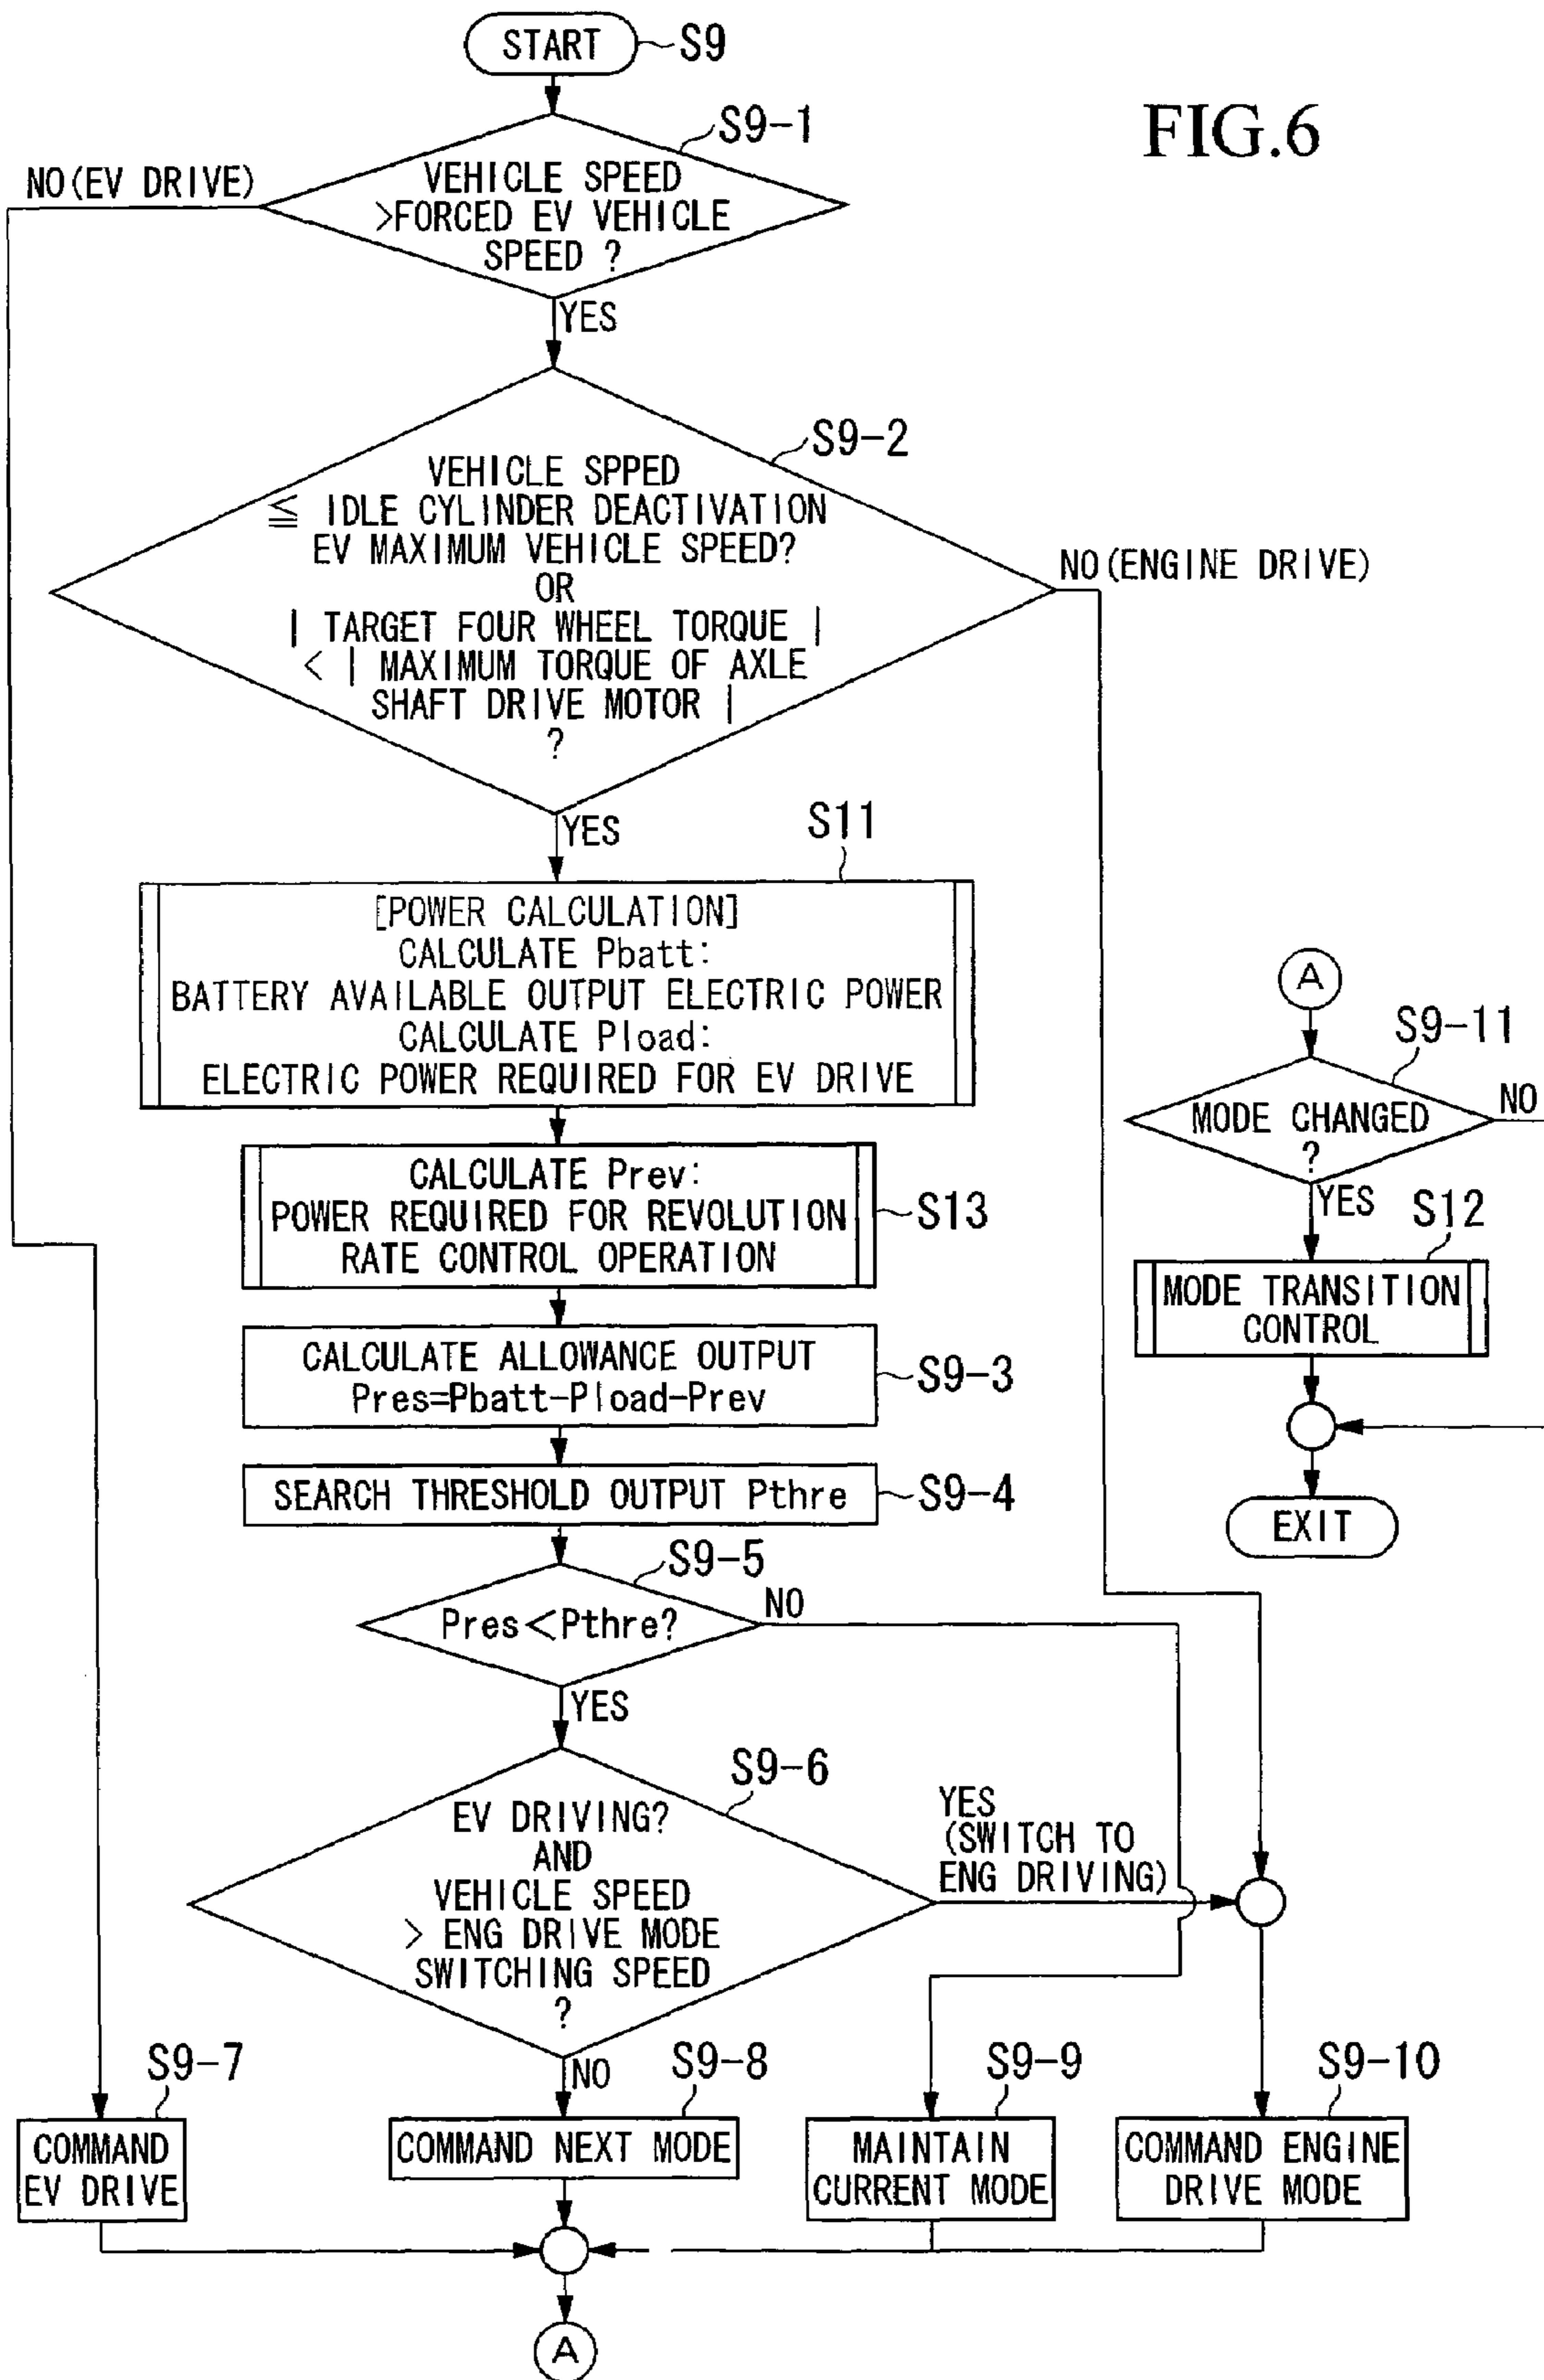 START
S9
FIG.6
S9-1
NO(EV DRIVE)
VEHICLE SPEED
>FORCED EV VEHICLE
SPEED ?
YES
S9-2
VEHICLE SPPED
≦ IDLE CYLINDER DEACTIVATION
EV MAXIMUM VEHICLE SPEED?
OR
| TARGET FOUR WHEEL TORQUE |
< | MAXIMUM TORQUE OF AXLE
SHAFT DRIVE MOTOR |
?
NO(ENGINE DRIVE)
YES
S11
[POWER CALCULATION]
CALCULATE Pbatt:
BATTERY AVAILABLE OUTPUT ELECTRIC POWER
CALCULATE Pload:
ELECTRIC POWER REQUIRED FOR EV DRIVE
CALCULATE Prev:
POWER REQUIRED FOR REVOLUTION
RATE CONTROL OPERATION
S13
CALCULATE ALLOWANCE OUTPUT
Pres=Pbatt-Pload-Prev
S9-3
SEARCH THRESHOLD OUTPUT Pthre
S9-4
S9-5
Pres<Pthre?
NO
YES
S9-6
EV DRIVING?
AND
VEHICLE SPEED
> ENG DRIVE MODE
SWITCHING SPEED
?
YES
(SWITCH TO
ENG DRIVING)
NO
S9-7
COMMAND
EV DRIVE
S9-8
COMMAND NEXT MODE
S9-9
MAINTAIN
CURRENT MODE
S9-10
COMMAND ENGINE
DRIVE MODE
A
A
S9-11
MODE CHANGED
?
NO
YES
S12
MODE TRANSITION
CONTROL
EXIT